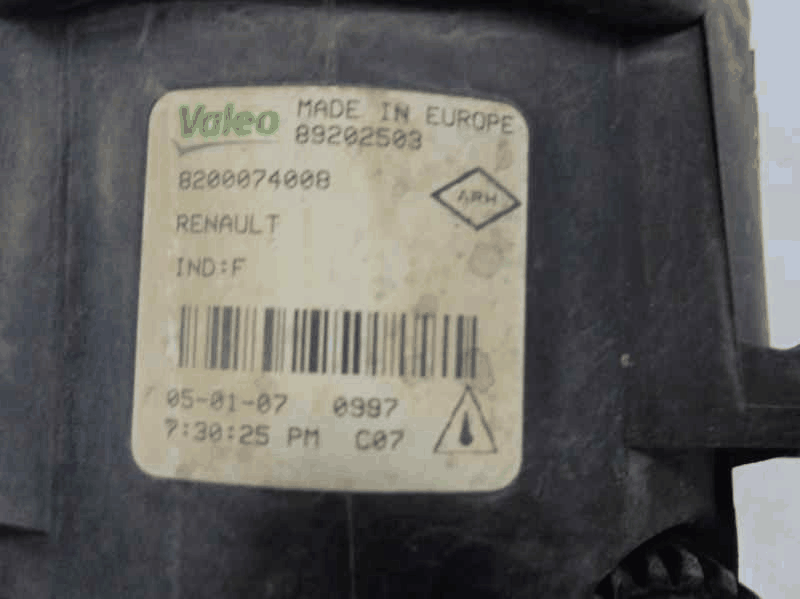 Valeo MADE IN EUROPE
89202503
8200074008
ARH
RENAULT
IND:F
05-01-07 0997
7:30:25 PM C07